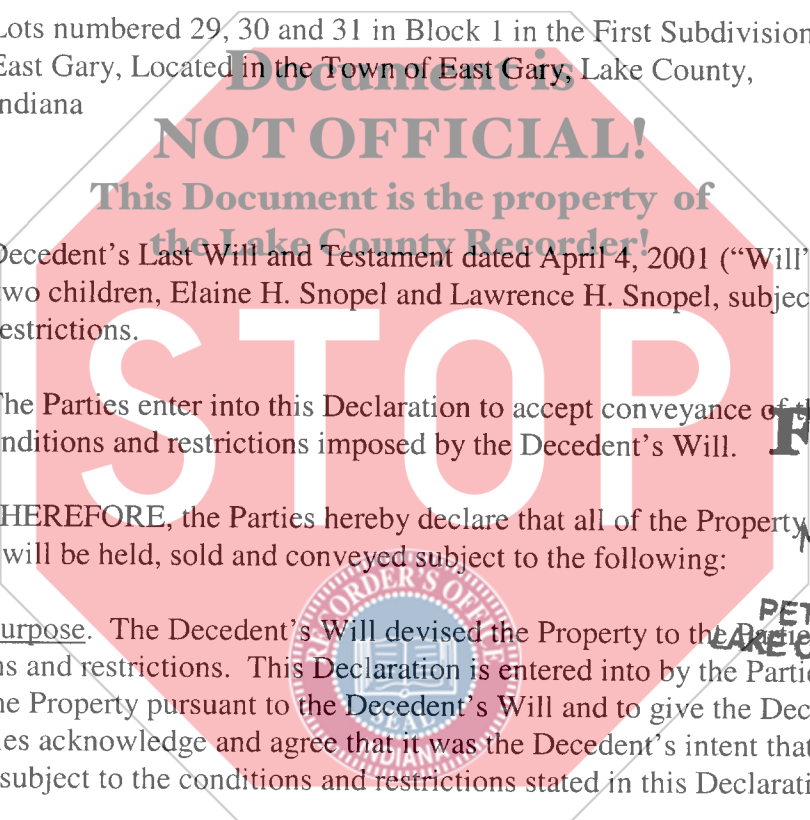 Lots numbered 29, 30 and 31 in Block 1 in the First Subdivision
East Gary, Located in the Town of East Gary, Lake County,
ndiana
Document is
NOT OFFICIAL!
This Document is the property of
the Lake County Recorder!
Decedent's Last Will and Testament dated April 4, 2001 ("Will"
wo children, Elaine H. Snopel and Lawrence H. Snopel, subjec
estrictions.
STOP
The Parties enter into this Declaration to accept conveyance of th
nditions and restrictions imposed by the Decedent's Will.
F
HEREFORE, the Parties hereby declare that all of the Property
will be held, sold and conveyed subject to the following:
RECORDER'S OFFICE
SEAL
INDIANA
PET
LAKE C
urpose. The Decedent's Will devised the Property to the Partie
ns and restrictions. This Declaration is entered into by the Partie
he Property pursuant to the Decedent's Will and to give the Dec
ies acknowledge and agree that it was the Decedent's intent that
subject to the conditions and restrictions stated in this Declarati